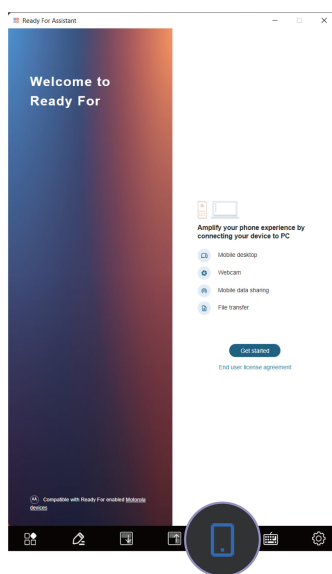 Ready For Assistant
Welcome to
Ready For
Amplify your phone experience by
connecting your device to PC
Mobile desktop
Webcam
Mobile data sharing
File transfer
Get started
End user license agreement
Compatible with Ready For enabled Motorola
devices